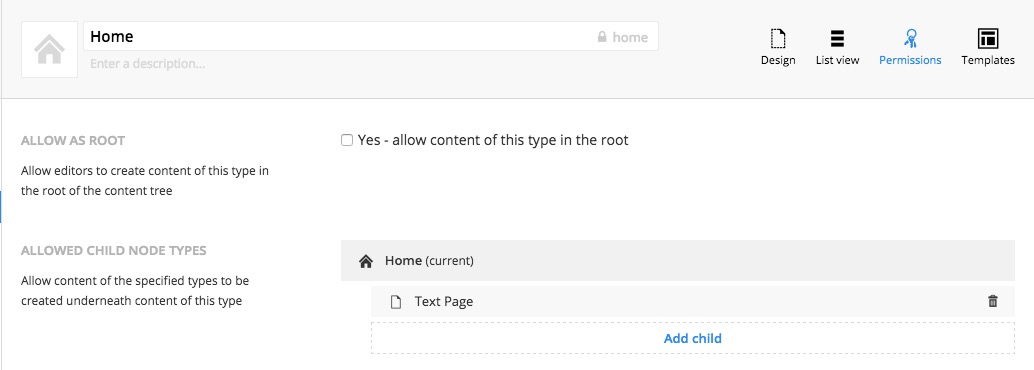 Home
home
Enter a description...
Design
List view
Permissions
Templates
ALLOW AS ROOT
Allow editors to create content of this type in
the root of the content tree
Yes - allow content of this type in the root
ALLOWED CHILD NODE TYPES
Allow content of the specified types to be
created underneath content of this type
Home (current)
Text Page
Add child